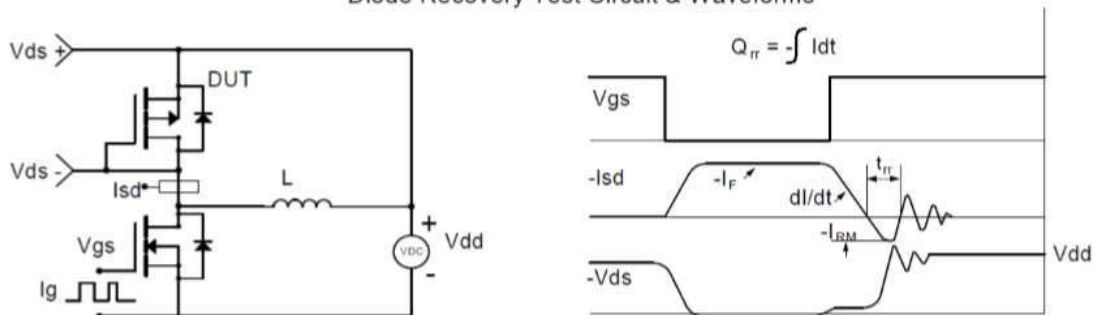 Diode Recovery Test Circuit & Waveforms
Vds +
DUT
Vds -
Isd
L
Vgs
Ig
+
VDC
-
Vdd
Qrr = -∫ Idt
Vgs
-Isd
-IF
dI/dt
trr
-IRM
Vdd
-Vds